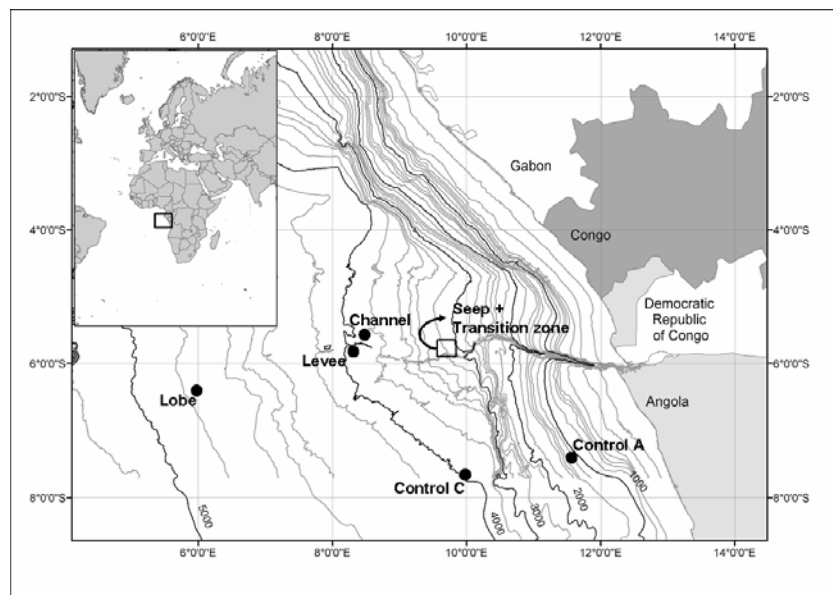 6°0'0"E 8°0'0"E 10°0'0"E 12°0'0"E 14°0'0"E
2°0'0"S 2°0'0"S
Gabon
4°0'0"S Congo 4°0'0"S
Seep +
Transition zone
Democratic
Republic
of Congo
Channel
Levee
6°0'0"S 6°0'0"S
Lobe
Angola
Control A
Control C
8°0'0"S 8°0'0"S
5000 4000 3000 2000 1000
6°0'0"E 8°0'0"E 10°0'0"E 12°0'0"E 14°0'0"E